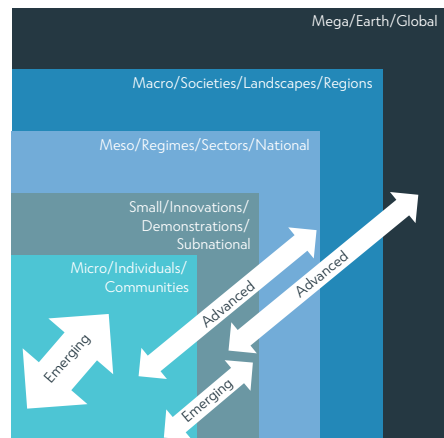 Mega/Earth/Global
Macro/Societies/Landscapes/Regions
Meso/Regimes/Sectors/National
Small/Innovations/
Demonstrations/
Subnational
Micro/Individuals/
Communities
Advanced
Advanced
Emerging
Emerging